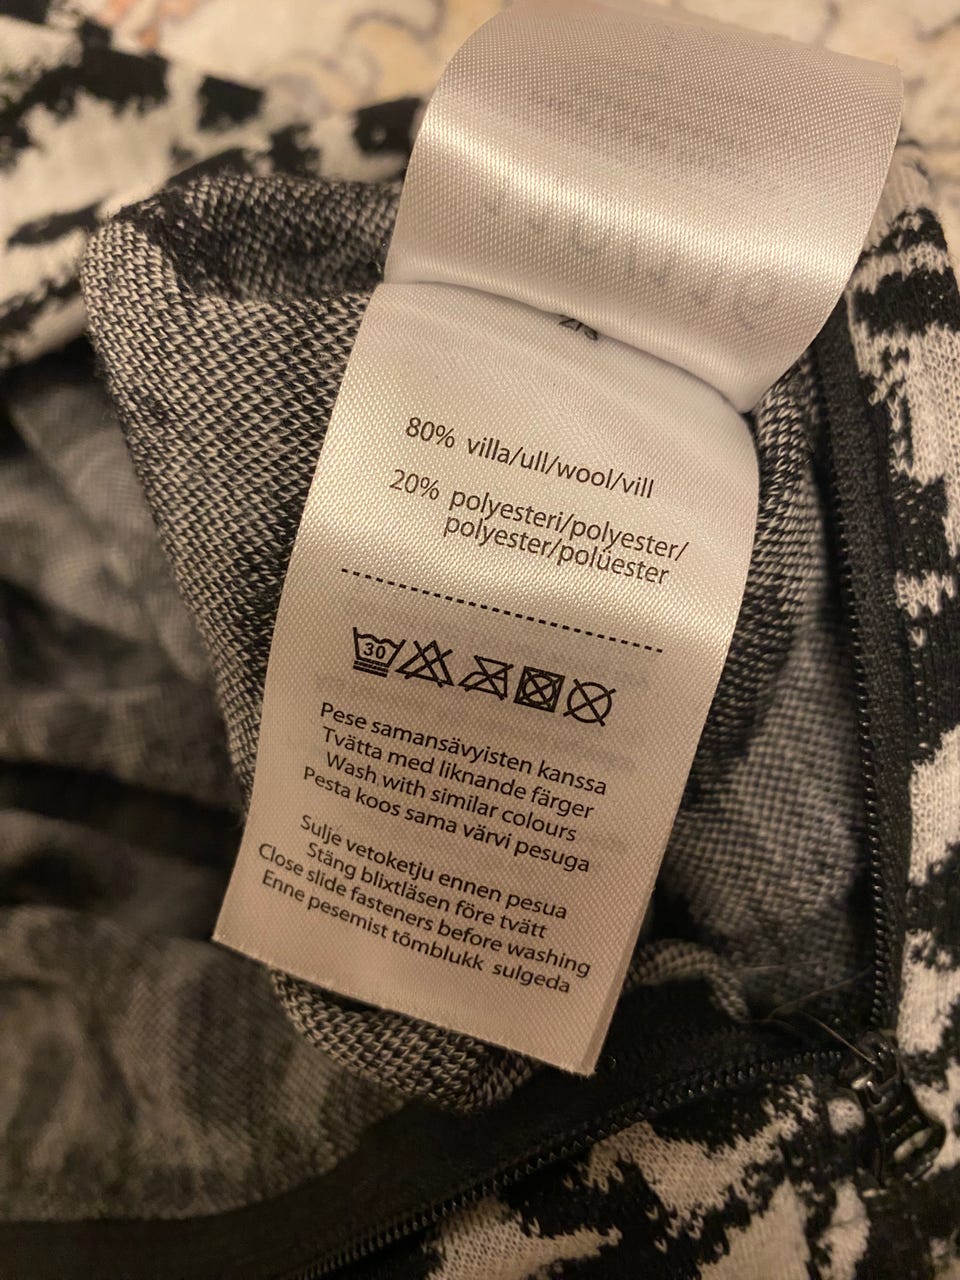 80% villa/ull/wool/vill
20% polyesteri/polyester/
polyester/polüester
30
Pese samansävyisten kanssa
Tvätta med liknande färger
Wash with similar colours
Pesta koos sama värvi pesuga
Sulje vetoketju ennen pesua
Stäng blixtläsen före tvätt
Close slide fasteners before washing
Enne pesemist tõmblukk sulgeda